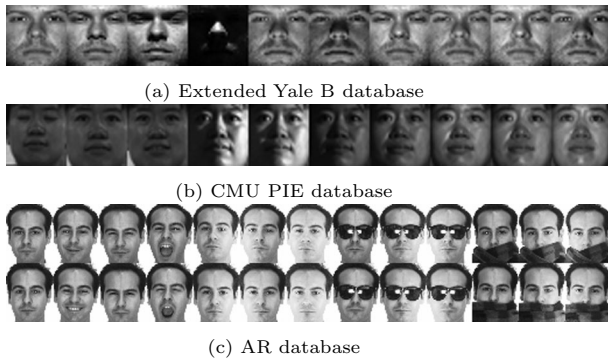 (a) Extended Yale B database
(b) CMU PIE database
(c) AR database